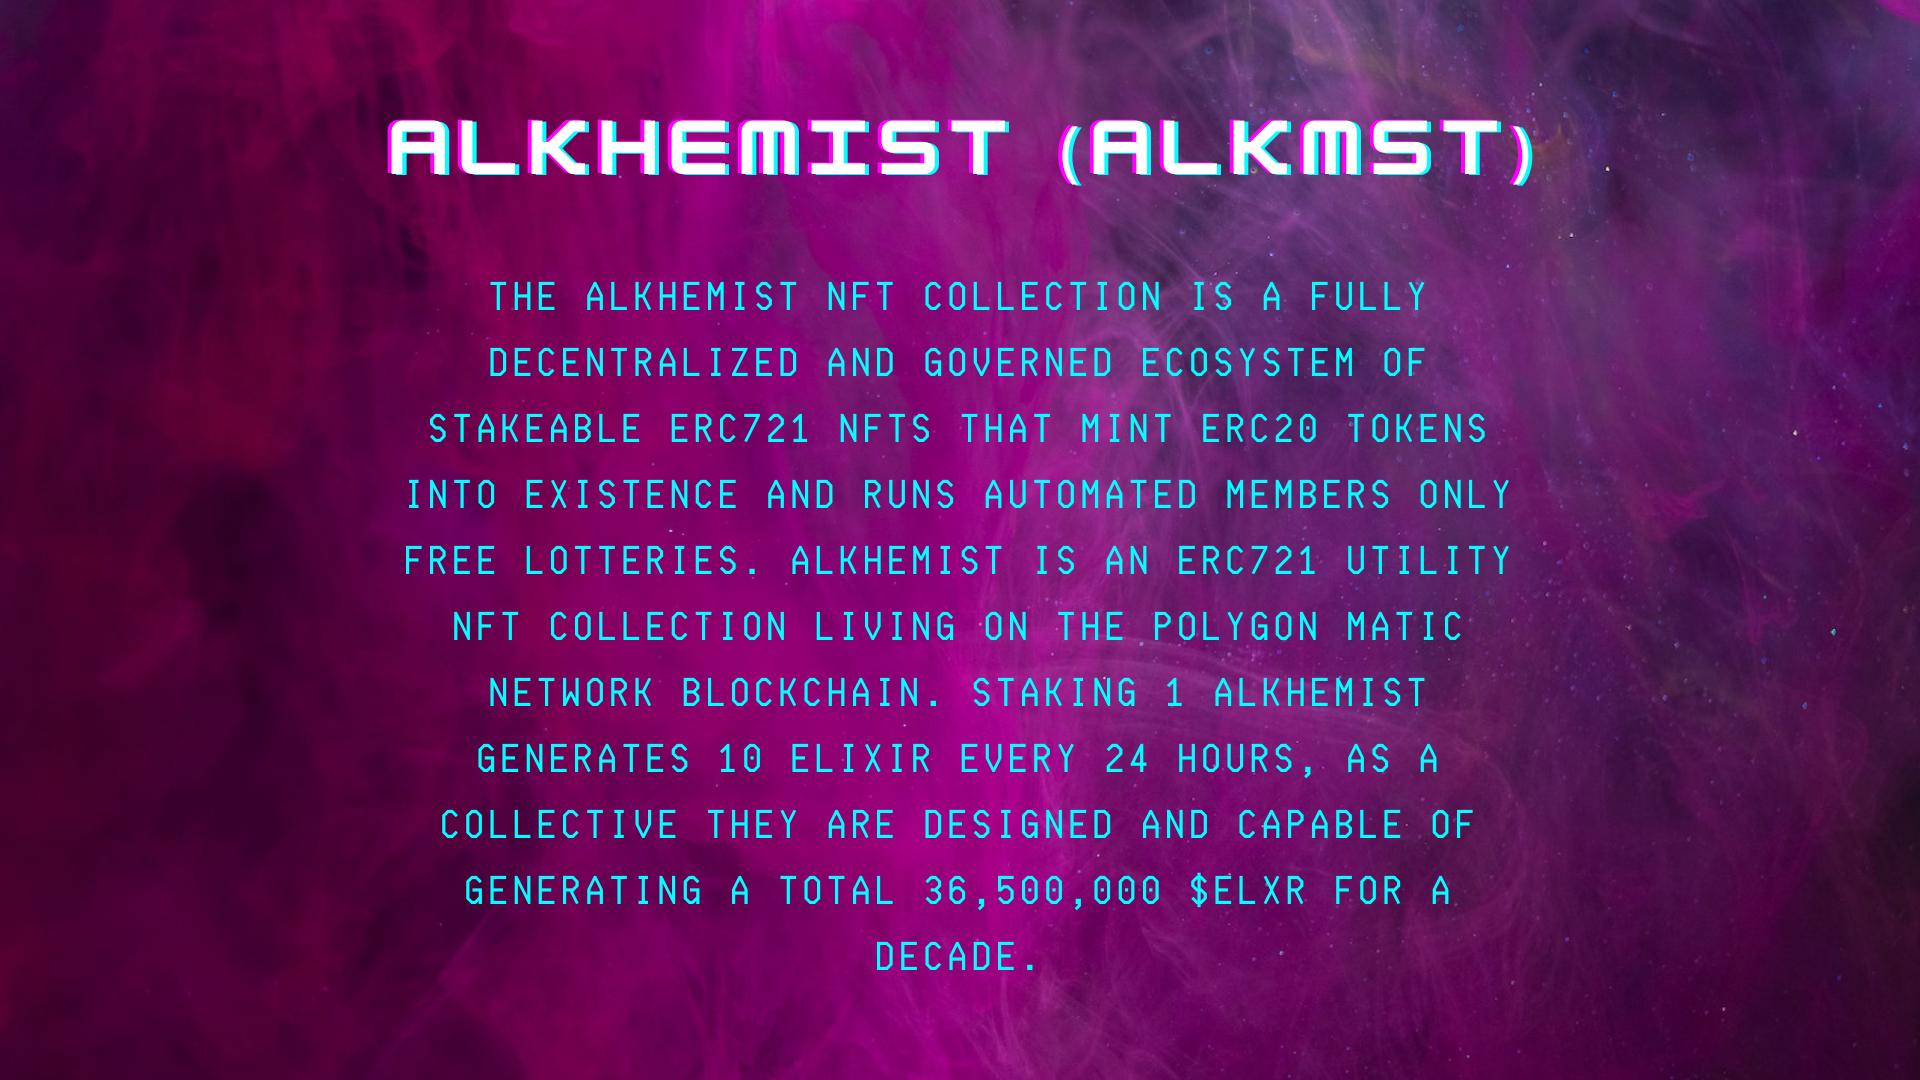 ALKHEMIST (ALKMST)
THE ALKHEMIST NFT COLLECTION IS A FULLY
DECENTRALIZED AND GOVERNED ECOSYSTEM OF
STAKEABLE ERC721 NFTS THAT MINT ERC20 TOKENS
INTO EXISTENCE AND RUNS AUTOMATED MEMBERS ONLY
FREE LOTTERIES. ALKHEMIST IS AN ERC721 UTILITY
NFT COLLECTION LIVING ON THE POLYGON MATIC
NETWORK BLOCKCHAIN. STAKING 1 ALKHEMIST
GENERATES 10 ELIXIR EVERY 24 HOURS, AS A
COLLECTIVE THEY ARE DESIGNED AND CAPABLE OF
GENERATING A TOTAL 36,500,000 $ELXR FOR A
DECADE.